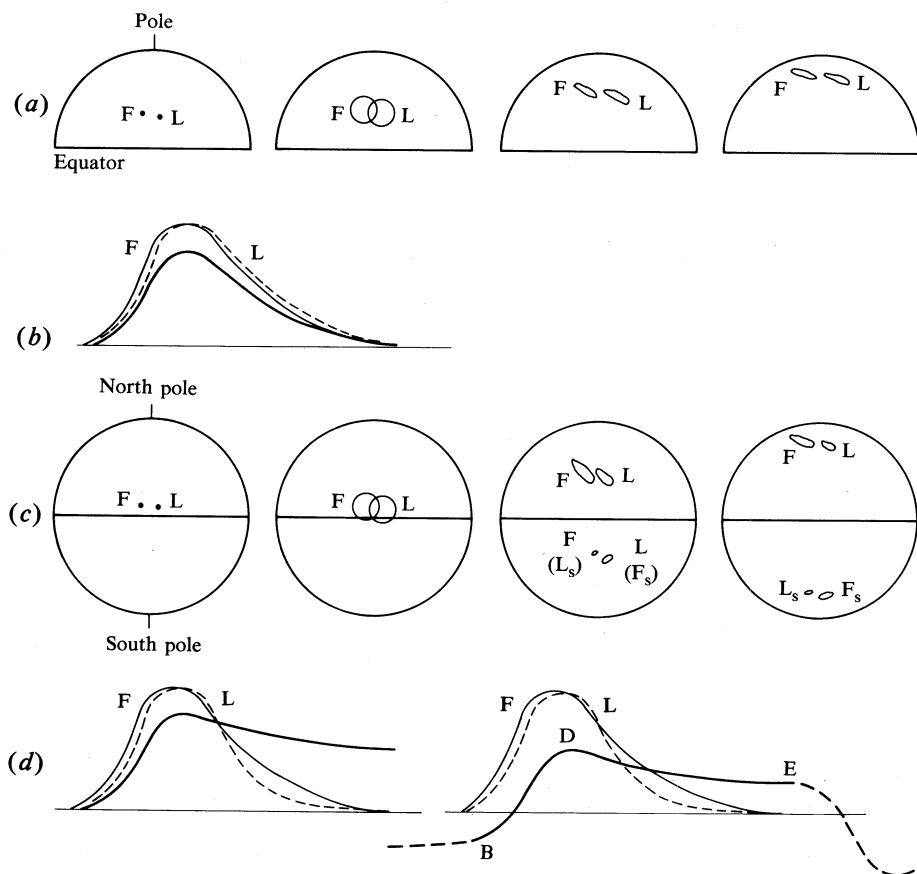 Pole
(a) F L F L F L F L
Equator
F L
(b)
North pole
F L F L F L F L
(c)
F L
(Ls) (Fs)
Ls Fs
South pole
F L F L
D
(d) E
B